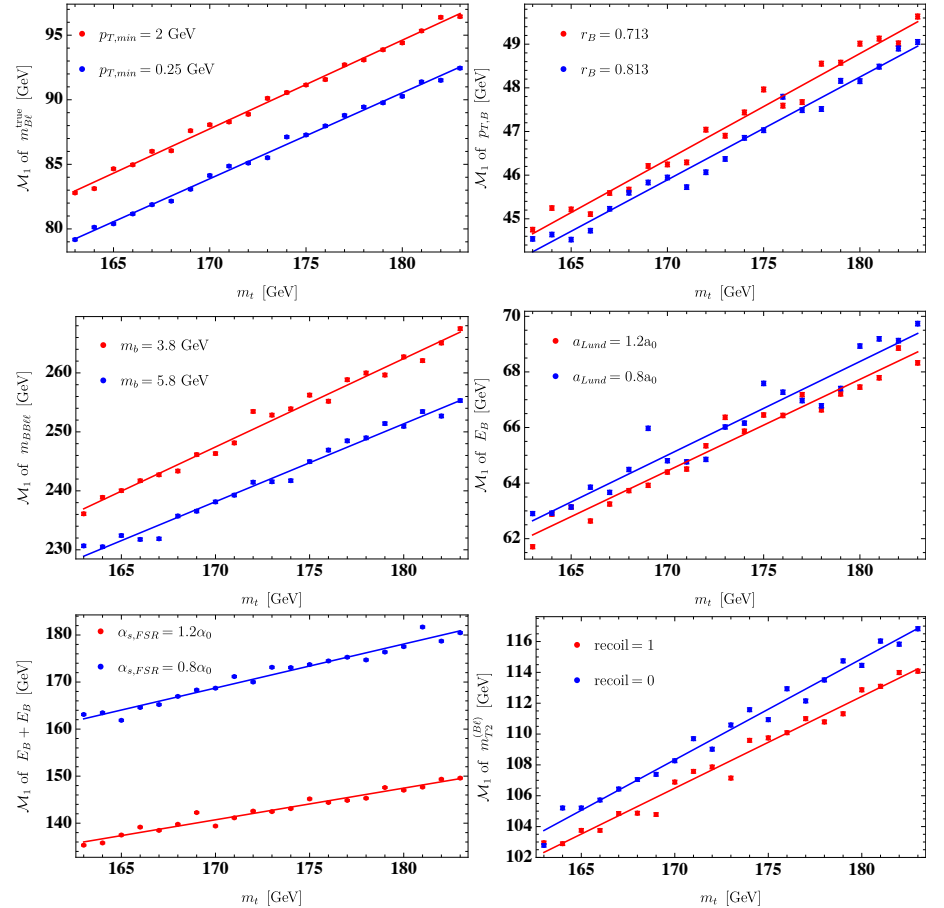 p_{T,min} = 2 GeV
p_{T,min} = 0.25 GeV
95
90
85
80
165 170 175 180
m_t [GeV]
ℳ₁ of m_{Bℓ}^{true} [GeV]
r_B = 0.713
r_B = 0.813
49
48
47
46
45
165 170 175 180
m_t [GeV]
ℳ₁ of p_{T,B} [GeV]
m_b = 3.8 GeV
m_b = 5.8 GeV
260
250
240
230
165 170 175 180
m_t [GeV]
ℳ₁ of m_{BBℓℓ} [GeV]
a_{Lund} = 1.2a₀
a_{Lund} = 0.8a₀
70
68
66
64
62
165 170 175 180
m_t [GeV]
ℳ₁ of E_B [GeV]
α_{s,FSR} = 1.2α₀
α_{s,FSR} = 0.8α₀
180
170
160
150
140
165 170 175 180
m_t [GeV]
ℳ₁ of E_B + E_B [GeV]
recoil = 1
recoil = 0
116
114
112
110
108
106
104
102
165 170 175 180
m_t [GeV]
ℳ₁ of m_{T2}^{(Bℓ)} [GeV]